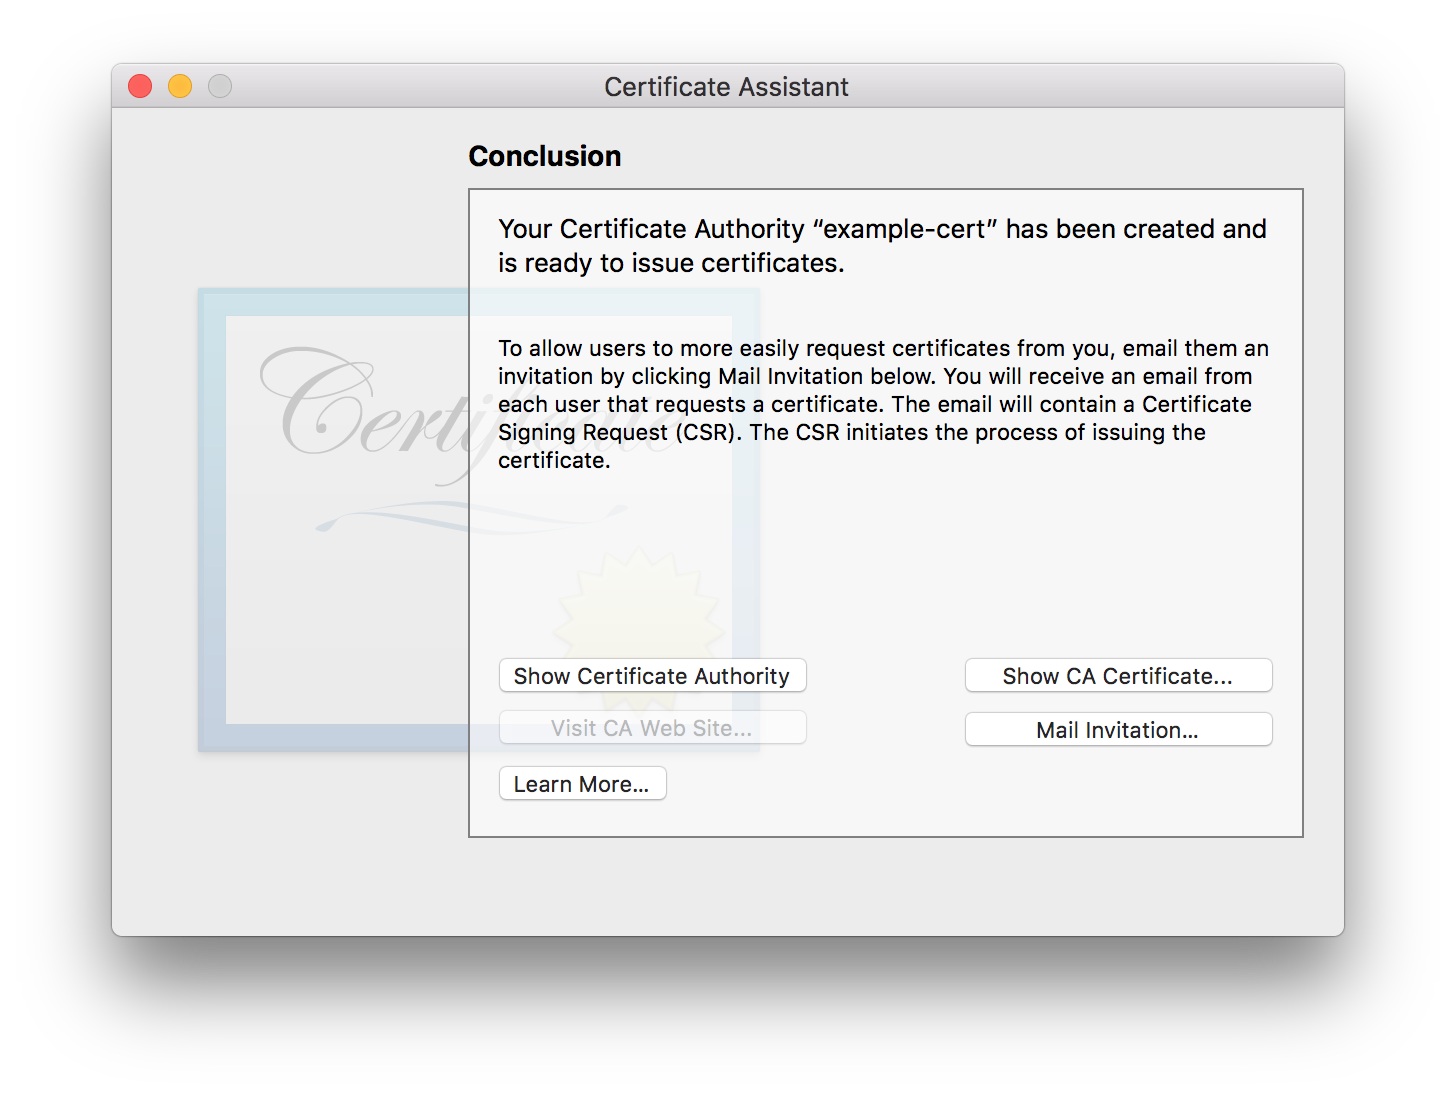 Certificate Assistant
Conclusion
Your Certificate Authority “example-cert” has been created and
is ready to issue certificates.
To allow users to more easily request certificates from you, email them an
invitation by clicking Mail Invitation below. You will receive an email from
each user that requests a certificate. The email will contain a Certificate
Signing Request (CSR). The CSR initiates the process of issuing the
certificate.
Certificate
Show Certificate Authority
Show CA Certificate...
Visit CA Web Site...
Mail Invitation...
Learn More...